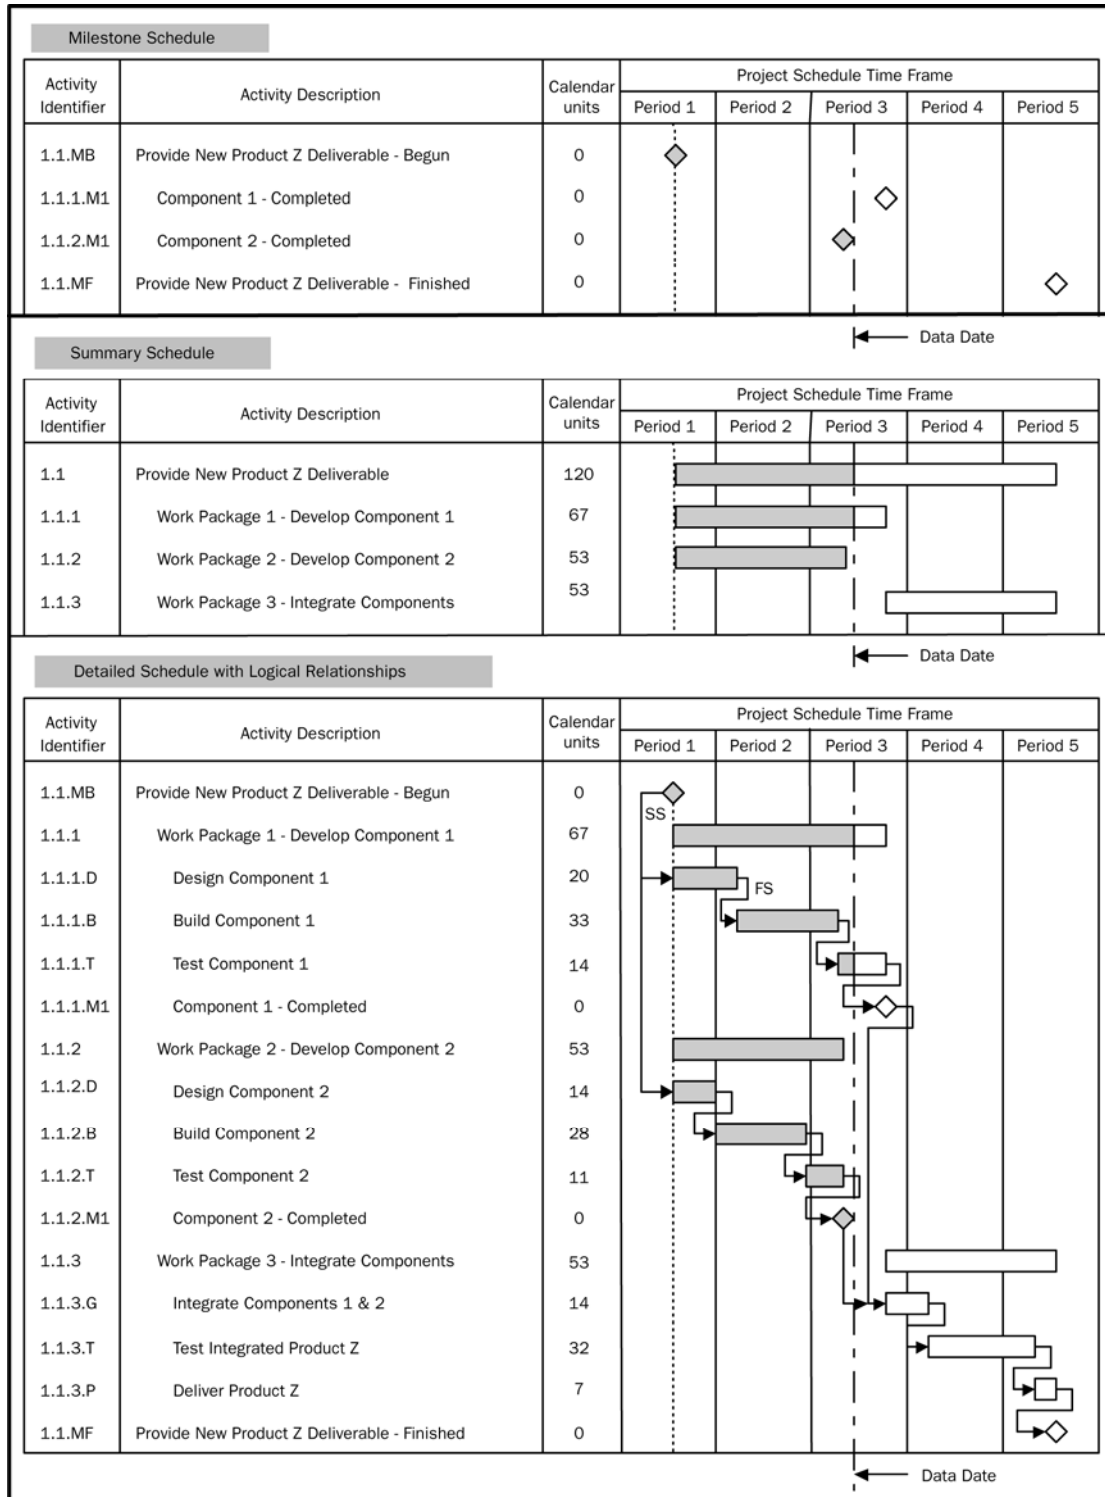 Milestone Schedule
Activity Identifier Activity Description Calendar units Project Schedule Time Frame
Period 1 Period 2 Period 3 Period 4 Period 5
1.1.MB Provide New Product Z Deliverable - Begun 0
1.1.1.M1 Component 1 - Completed 0
1.1.2.M1 Component 2 - Completed 0
1.1.MF Provide New Product Z Deliverable - Finished 0
Data Date
Summary Schedule
Activity Identifier Activity Description Calendar units Project Schedule Time Frame
Period 1 Period 2 Period 3 Period 4 Period 5
1.1 Provide New Product Z Deliverable 120
1.1.1 Work Package 1 - Develop Component 1 67
1.1.2 Work Package 2 - Develop Component 2 53
1.1.3 Work Package 3 - Integrate Components 53
Data Date
Detailed Schedule with Logical Relationships
Activity Identifier Activity Description Calendar units Project Schedule Time Frame
Period 1 Period 2 Period 3 Period 4 Period 5
1.1.MB Provide New Product Z Deliverable - Begun 0
SS
1.1.1 Work Package 1 - Develop Component 1 67
1.1.1.D Design Component 1 20
FS
1.1.1.B Build Component 1 33
1.1.1.T Test Component 1 14
1.1.1.M1 Component 1 - Completed 0
1.1.2 Work Package 2 - Develop Component 2 53
1.1.2.D Design Component 2 14
1.1.2.B Build Component 2 28
1.1.2.T Test Component 2 11
1.1.2.M1 Component 2 - Completed 0
1.1.3 Work Package 3 - Integrate Components 53
1.1.3.G Integrate Components 1 & 2 14
1.1.3.T Test Integrated Product Z 32
1.1.3.P Deliver Product Z 7
1.1.MF Provide New Product Z Deliverable - Finished 0
Data Date